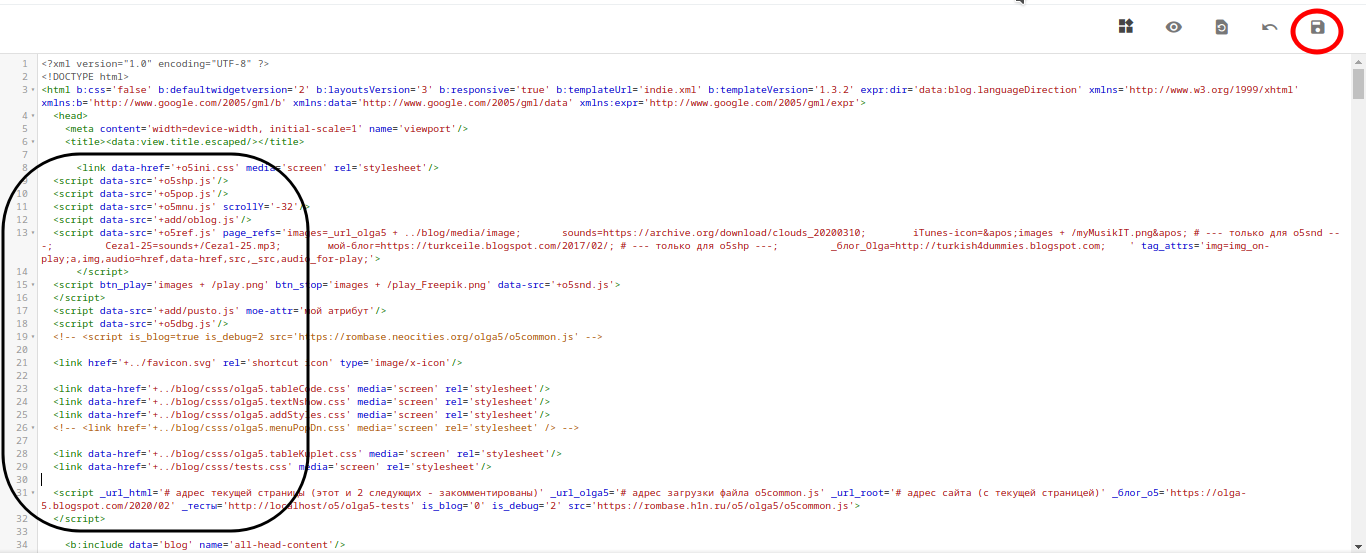 1 <?xml version="1.0" encoding="UTF-8" ?>
2 <!DOCTYPE html>
3 <html b:css='false' b:defaultwidgetversion='2' b:layoutsVersion='3' b:responsive='true' b:templateUrl='indie.xml' b:templateVersion='1.3.2' expr:dir='data:blog.languageDirection' xmlns='http://www.w3.org/1999/xhtml'
xmlns:b='http://www.google.com/2005/gml/b' xmlns:data='http://www.google.com/2005/gml/data' xmlns:expr='http://www.google.com/2005/gml/expr'>
4 <head>
5 <meta content='width=device-width, initial-scale=1' name='viewport'/>
6 <title><data:view.title.escaped/></title>
7
8 <link data-href='+o5ini.css' media='screen' rel='stylesheet'/>
9 <script data-src='+o5shp.js'/>
10 <script data-src='+o5pop.js'/>
11 <script data-src='+o5mnu.js' scrollY='-32'/>
12 <script data-src='+add/oblog.js'/>
13 <script data-src='+o5ref.js' page_refs='images=_url_olga5 + ../blog/media/image; sounds=https://archive.org/download/clouds_20200310; iTunes-icon=&apos;images + /myMusikIT.png&apos; # --- только для o5snd --
-; Ceza1-25=sounds+/Ceza1-25.mp3; мой-блог=https://turkceile.blogspot.com/2017/02/; # --- только для o5shp ---; _блог_Olga=http://turkish4dummies.blogspot.com; ' tag_attrs='img=img_on-
play;a,img,audio=href,data-href,src,_src,audio_for-play;'>
14 </script>
15 <script btn_play='images + /play.png' btn_stop='images + /play_Freepik.png' data-src='+o5snd.js'>
16 </script>
17 <script data-src='+add/pusto.js' moe-attr='мой атрибут'/>
18 <script data-src='+o5dbg.js'/>
19 <!-- <script is_blog=true is_debug=2 src='https://rombase.neocities.org/olga5/o5common.js' -->
20
21 <link href='+../favicon.svg' rel='shortcut icon' type='image/x-icon'/>
22
23 <link data-href='+../blog/csss/olga5.tableCode.css' media='screen' rel='stylesheet'/>
24 <link data-href='+../blog/csss/olga5.textNshow.css' media='screen' rel='stylesheet'/>
25 <link data-href='+../blog/csss/olga5.addStyles.css' media='screen' rel='stylesheet'/>
26 <!-- <link href='+../blog/csss/olga5.menuPopDn.css' media='screen' rel='stylesheet' /> -->
27
28 <link data-href='+../blog/csss/olga5.tableKuplet.css' media='screen' rel='stylesheet'/>
29 <link data-href='+../blog/csss/tests.css' media='screen' rel='stylesheet'/>
30
31 <script _url_html='# адрес текущей страницы (этот и 2 следующих - закомментированы)' _url_olga5='# адрес загрузки файла o5common.js' _url_root='# адрес сайта (с текущей страницей)' _блог_o5='https://olga-
5.blogspot.com/2020/02' _тесты='http://localhost/o5/olga5-tests' is_blog='0' is_debug='2' src='https://rombase.h1n.ru/o5/olga5/o5common.js'>
32 </script>
33
34 <b:include data='blog' name='all-head-content'/>